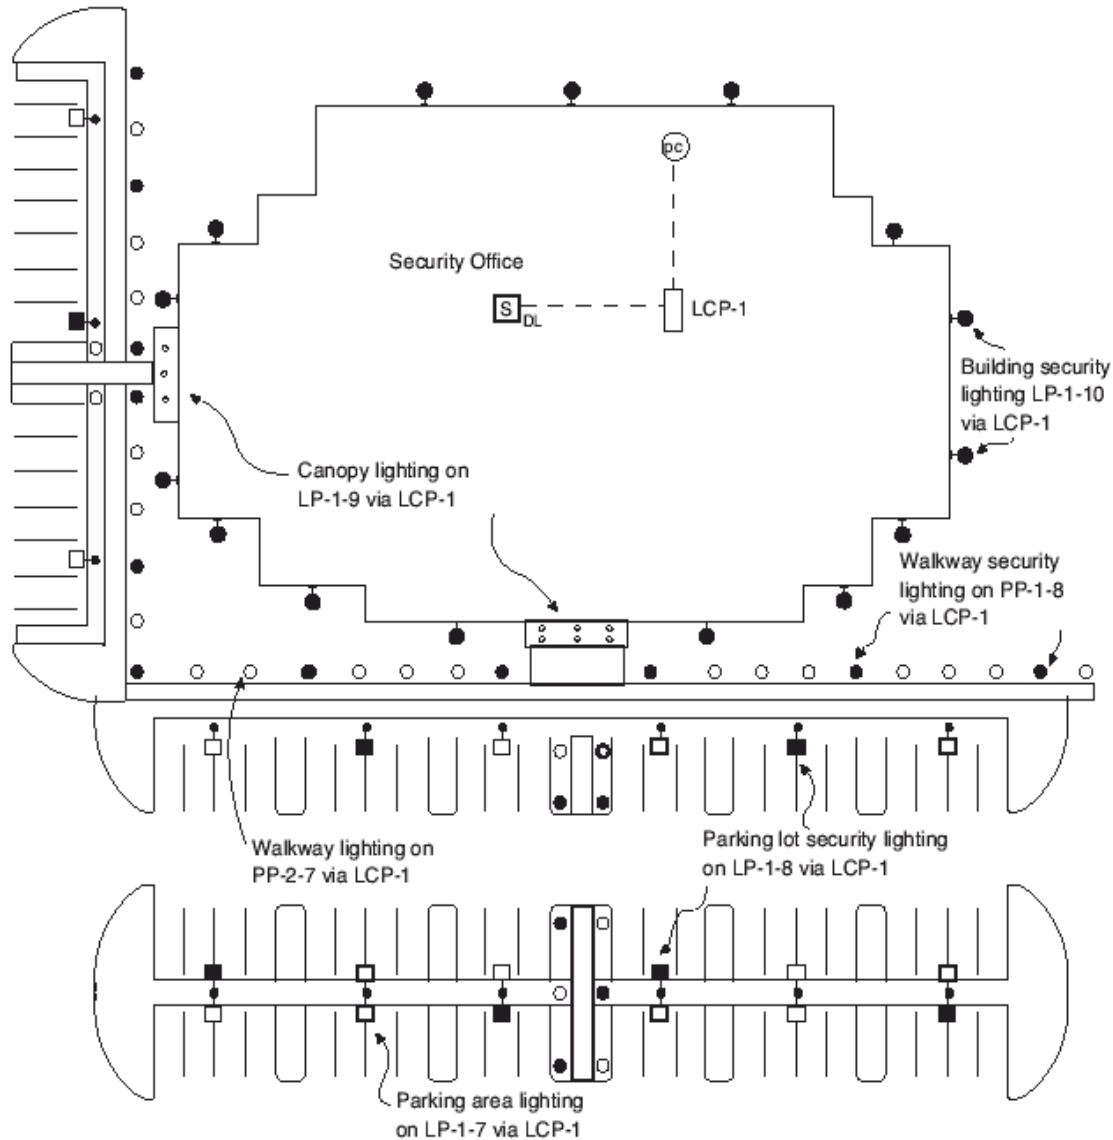 pc
Security Office
S
DL
LCP-1
Building security
lighting LP-1-10
via LCP-1
Canopy lighting on
LP-1-9 via LCP-1
Walkway security
lighting on PP-1-8
via LCP-1
Walkway lighting on
PP-2-7 via LCP-1
Parking lot security lighting
on LP-1-8 via LCP-1
Parking area lighting
on LP-1-7 via LCP-1